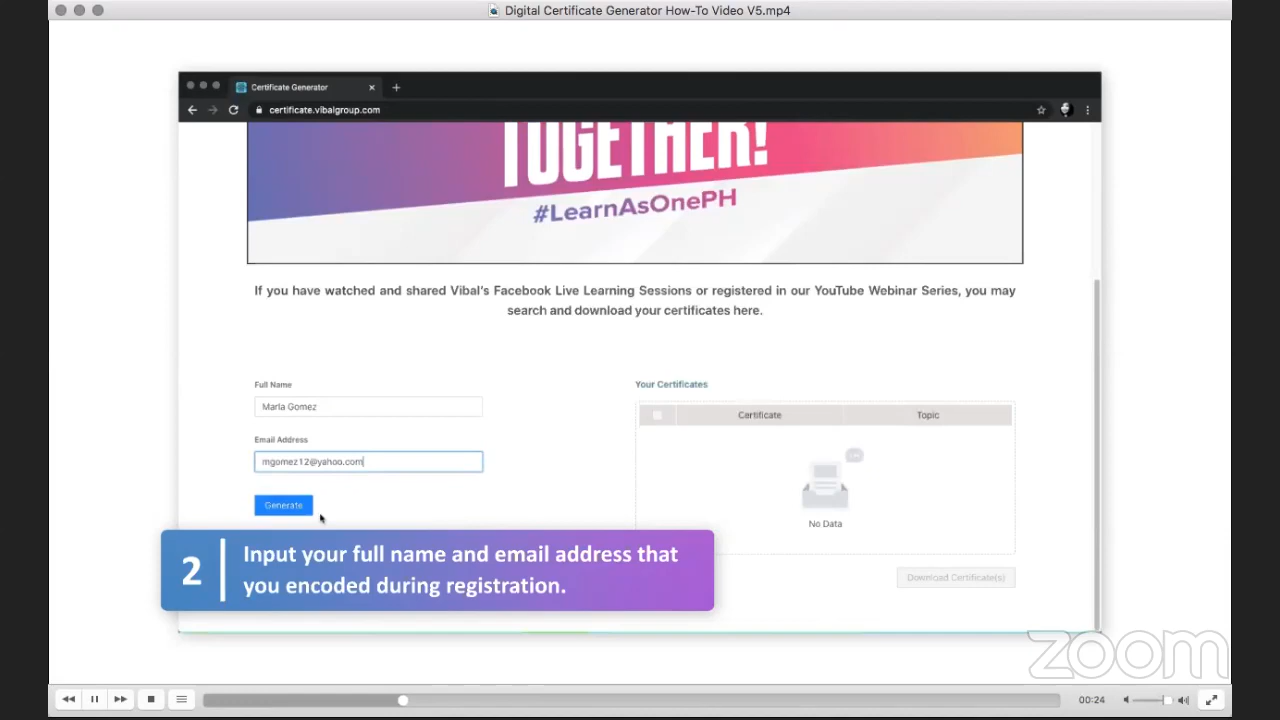 Digital Certificate Generator How-To Video V5.mp4
Certificate Generator
certificate.vibalgroup.com
TOGETHER!
#LearnAsOnePH
If you have watched and shared Vibal's Facebook Live Learning Sessions or registered in our YouTube Webinar Series, you may
search and download your certificates here.
Full Name
Marla Gomez
Email Address
mgomez12@yahoo.com
Generate
Your Certificates
Certificate Topic
No Data
Download Certificate(s)
2
Input your full name and email address that
you encoded during registration.
zoom
00:24